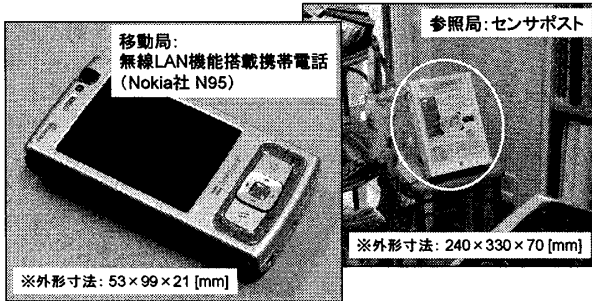 移動局:
無線LAN機能搭載携帯電話
(Nokia社 N95)
※外形寸法: 53×99×21 [mm]
参照局: センサポスト
※外形寸法: 240×330×70 [mm]